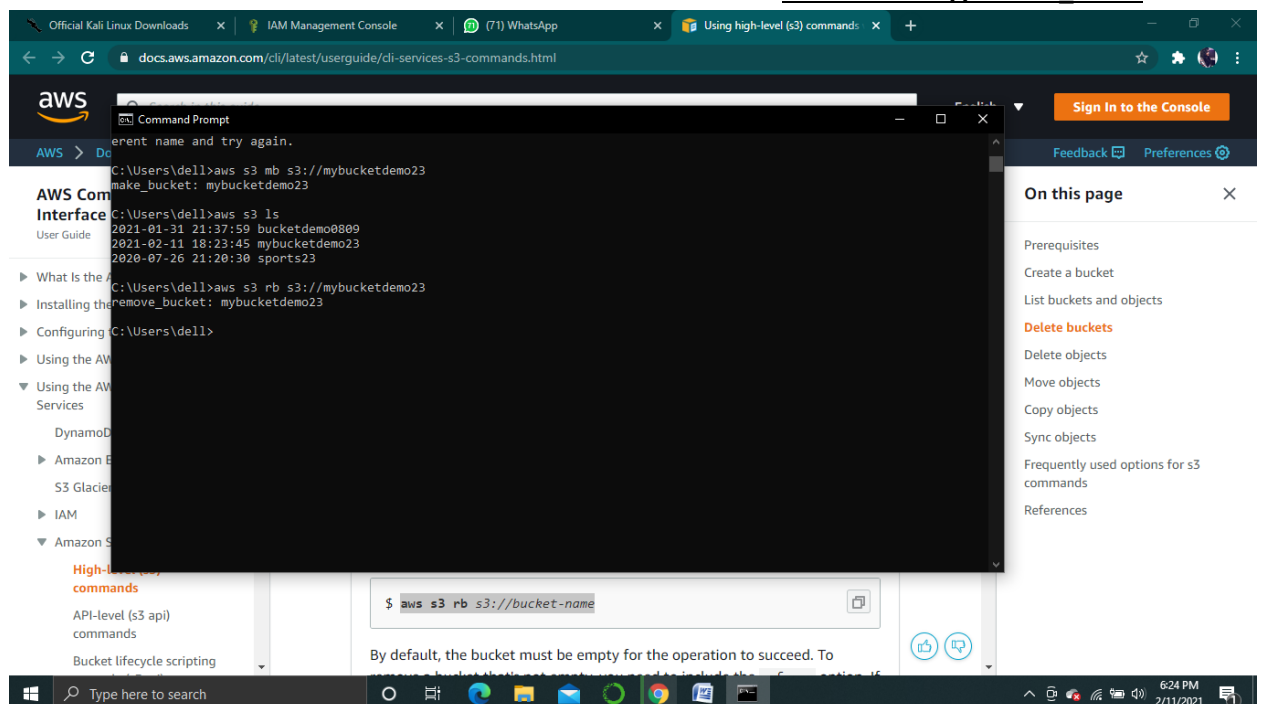 Official Kali Linux Downloads
IAM Management Console
(71) WhatsApp
Using high-level (s3) commands
docs.aws.amazon.com/cli/latest/userguide/cli-services-s3-commands.html
aws
English
Sign In to the Console
AWS
Feedback
Preferences
Command Prompt
erent name and try again.
C:\Users\dell>aws s3 mb s3://mybucketdemo23
make_bucket: mybucketdemo23
C:\Users\dell>aws s3 ls
2021-01-31 21:37:59 bucketdemo0809
2021-02-11 18:23:45 mybucketdemo23
2020-07-26 21:20:30 sports23
C:\Users\dell>aws s3 rb s3://mybucketdemo23
remove_bucket: mybucketdemo23
C:\Users\dell>
AWS Com
Interface
User Guide
What Is the A
Installing the
Configuring
Using the AW
Using the AW
Services
DynamoD
Amazon E
S3 Glacier
IAM
Amazon S
High-level (s3)
commands
API-level (s3 api)
commands
Bucket lifecycle scripting
$ aws s3 rb s3://bucket-name
By default, the bucket must be empty for the operation to succeed. To
On this page
Prerequisites
Create a bucket
List buckets and objects
Delete buckets
Delete objects
Move objects
Copy objects
Sync objects
Frequently used options for s3
commands
References
Type here to search
6:24 PM
2/11/2021